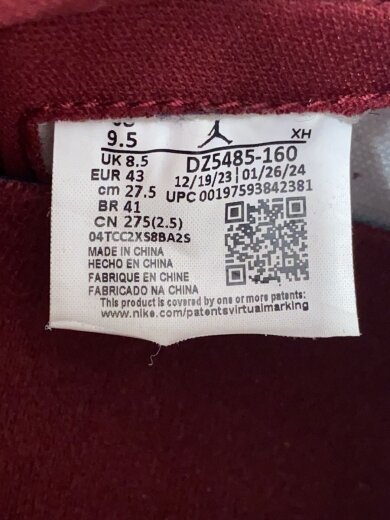 US
9.5
XH
UK 8.5
DZ5485-160
EUR 43
12/19/23 | 01/26/24
cm 27.5
UPC 00197593842381
BR 41
CN 275(2.5)
04TCC2XS8BA2S
MADE IN CHINA
HECHO EN CHINA
FABRIQUE EN CHINE
FABRICADO NA CHINA
This product is covered by one or more patents:
www.nike.com/patentsvirtualmarking